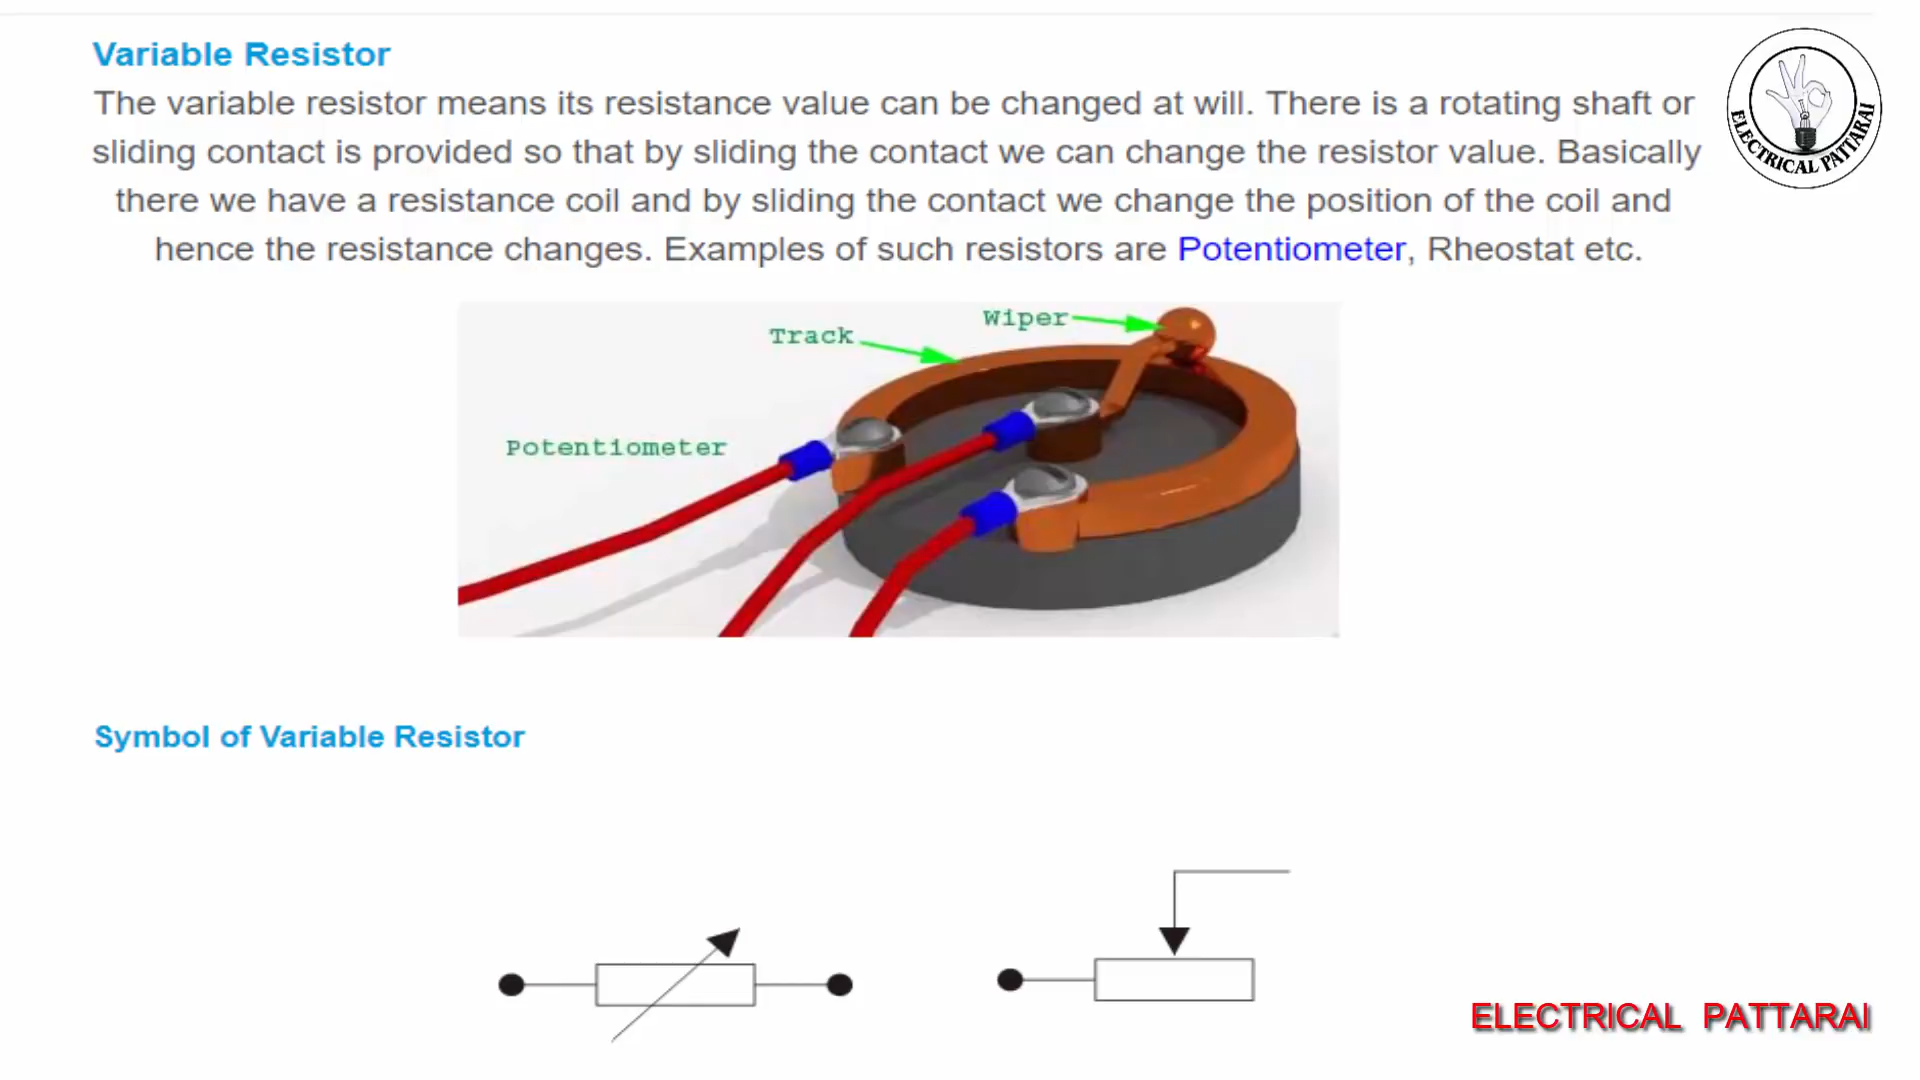 Variable Resistor
The variable resistor means its resistance value can be changed at will. There is a rotating shaft or
sliding contact is provided so that by sliding the contact we can change the resistor value. Basically
there we have a resistance coil and by sliding the contact we change the position of the coil and
hence the resistance changes. Examples of such resistors are Potentiometer, Rheostat etc.
ELECTRICAL PATTARAI
Wiper
Track
Potentiometer
Symbol of Variable Resistor
ELECTRICAL PATTARAI